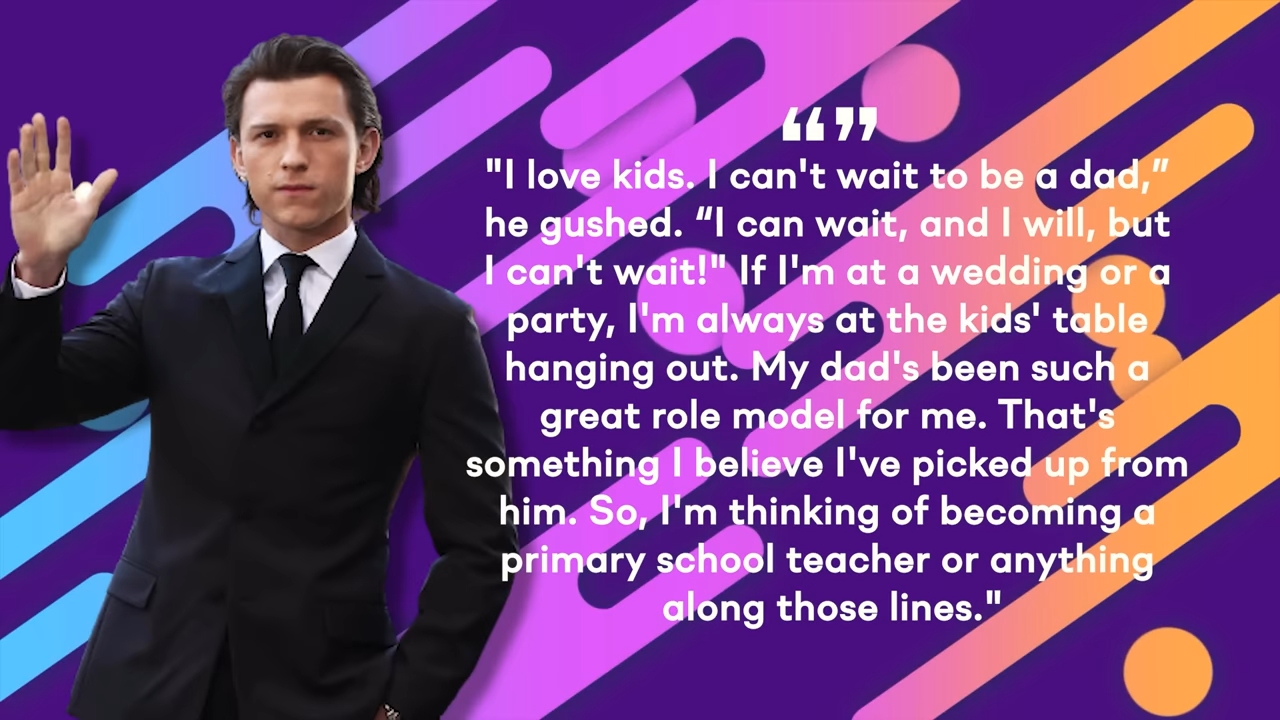 “”
"I love kids. I can't wait to be a dad,”
he gushed. “I can wait, and I will, but
I can't wait!" If I'm at a wedding or a
party, I'm always at the kids' table
hanging out. My dad's been such a
great role model for me. That's
something I believe I've picked up from
him. So, I'm thinking of becoming a
primary school teacher or anything
along those lines."